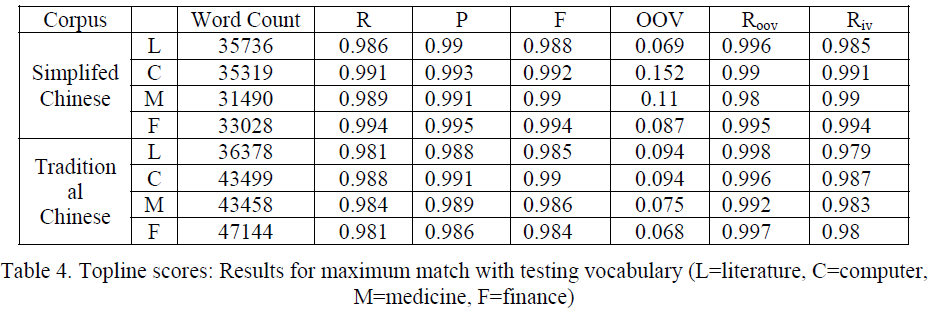 Corpus Word Count R P F OOV Roov Riv
Simplifed Chinese L 35736 0.986 0.99 0.988 0.069 0.996 0.985
C 35319 0.991 0.993 0.992 0.152 0.99 0.991
M 31490 0.989 0.991 0.99 0.11 0.98 0.99
F 33028 0.994 0.995 0.994 0.087 0.995 0.994
Tradition al Chinese L 36378 0.981 0.988 0.985 0.094 0.998 0.979
C 43499 0.988 0.991 0.99 0.094 0.996 0.987
M 43458 0.984 0.989 0.986 0.075 0.992 0.983
F 47144 0.981 0.986 0.984 0.068 0.997 0.98
Table 4. Topline scores: Results for maximum match with testing vocabulary (L=literature, C=computer,
M=medicine, F=finance)